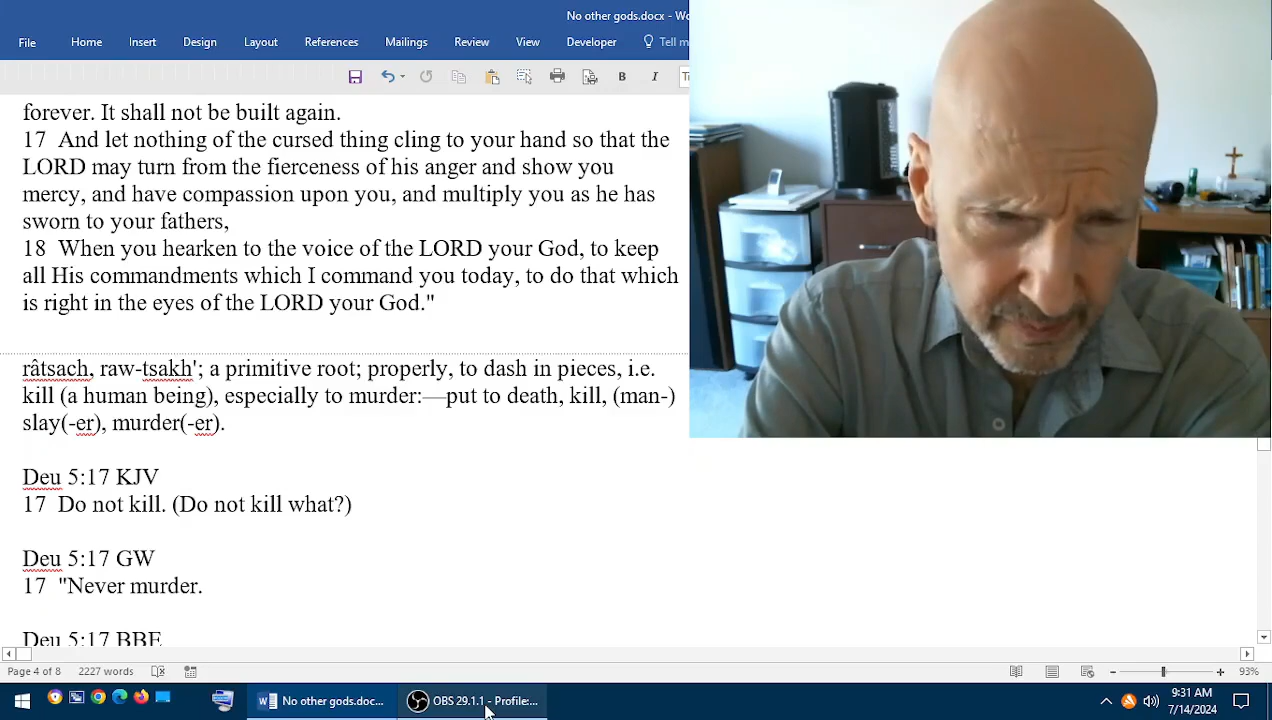 No other gods.docx - Wo
File Home Insert Design Layout References Mailings Review View Developer Tell m
B I
forever. It shall not be built again.
17 And let nothing of the cursed thing cling to your hand so that the
LORD may turn from the fierceness of his anger and show you
mercy, and have compassion upon you, and multiply you as he has
sworn to your fathers,
18 When you hearken to the voice of the LORD your God, to keep
all His commandments which I command you today, to do that which
is right in the eyes of the LORD your God."
râtsach, raw-tsakh'; a primitive root; properly, to dash in pieces, i.e.
kill (a human being), especially to murder:—put to death, kill, (man-)
slay(-er), murder(-er).
Deu 5:17 KJV
17 Do not kill. (Do not kill what?)
Deu 5:17 GW
17 "Never murder.
Deu 5:17 BBE
Page 4 of 8 2227 words 93%
No other gods.doc... OBS 29.1.1 - Profile:... 9:31 AM
7/14/2024